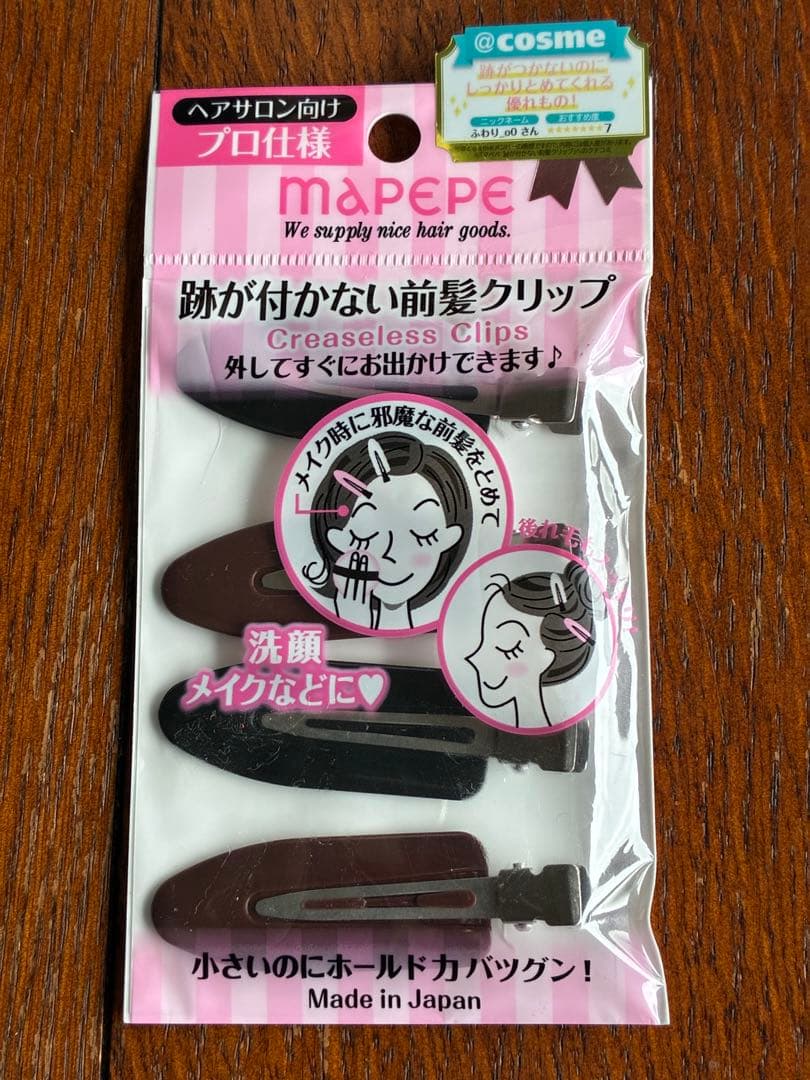 @cosme
跡がつかないのに
しっかりとめてくれる
優れもの!
ニックネーム
おすすめ度
ふわり_o0 さん
★★★★★★★7
ヘアサロン向け
プロ仕様
mAPEPE
We supply nice hair goods.
跡が付かない前髪クリップ
Creaseless Clips
外してすぐにお出かけできます♪
メイク時に邪魔な前髪をとめて
後れ毛も
洗顔
メイクなどに♥
小さいのにホールド力バツグン!
Made in Japan